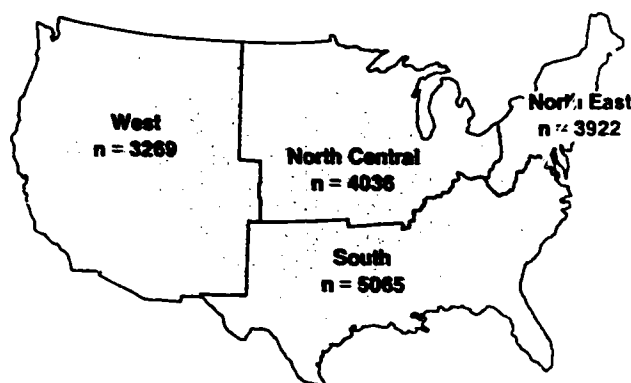 West
n = 3269
North East
n = 3922
North Central
n = 4036
South
n = 5065